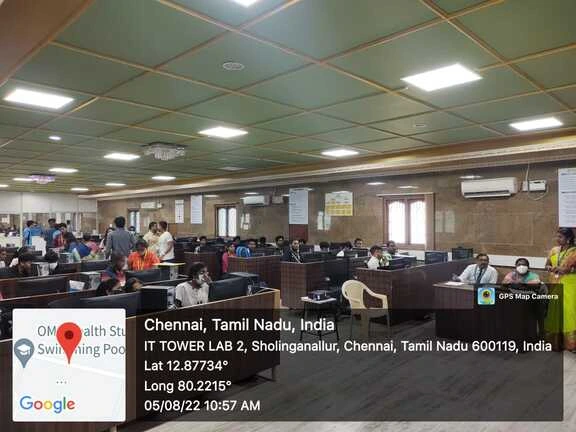 GPS Map Camera
Chennai, Tamil Nadu, India
IT TOWER LAB 2, Sholinganallur, Chennai, Tamil Nadu 600119, India
Lat 12.87734°
Long 80.2215°
05/08/22 10:57 AM
Google